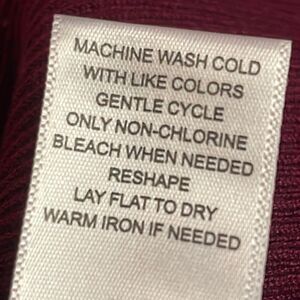 MACHINE WASH COLD
WITH LIKE COLORS
GENTLE CYCLE
ONLY NON-CHLORINE
BLEACH WHEN NEEDED
RESHAPE
LAY FLAT TO DRY
WARM IRON IF NEEDED